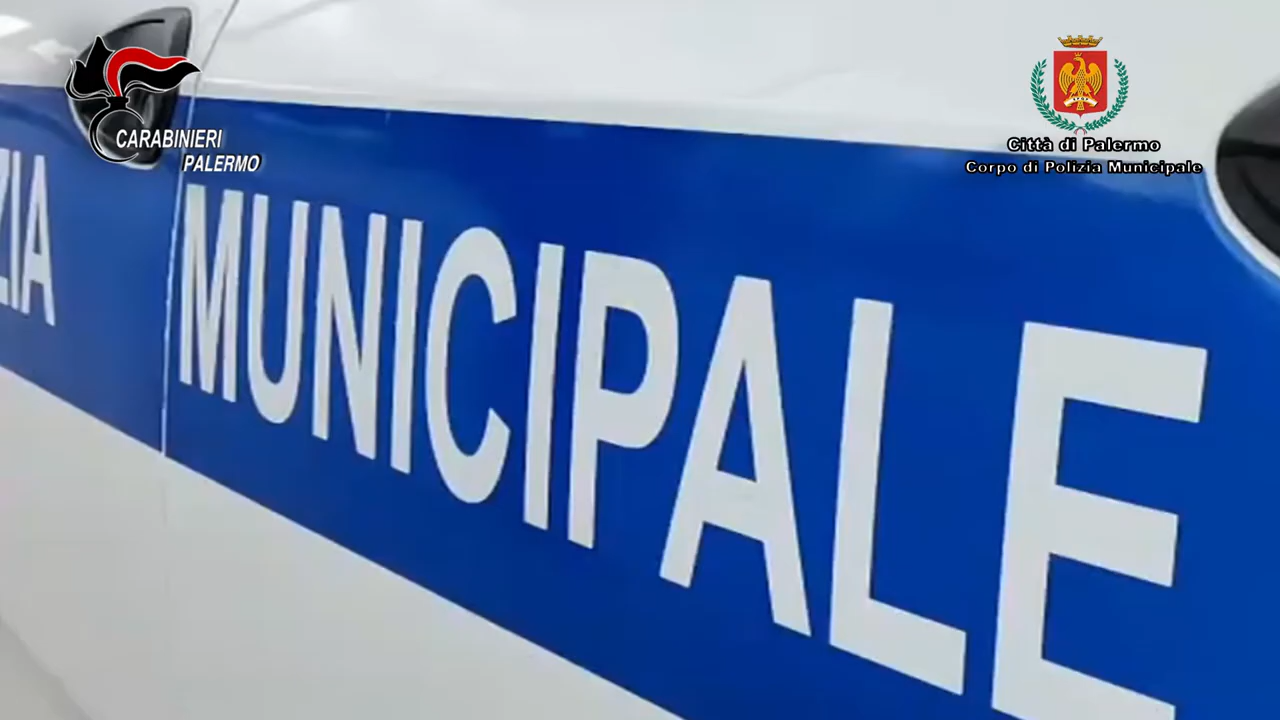 CARABINIERI
PALERMO
Città di Palermo
Corpo di Polizia Municipale
ZIA MUNICIPALE